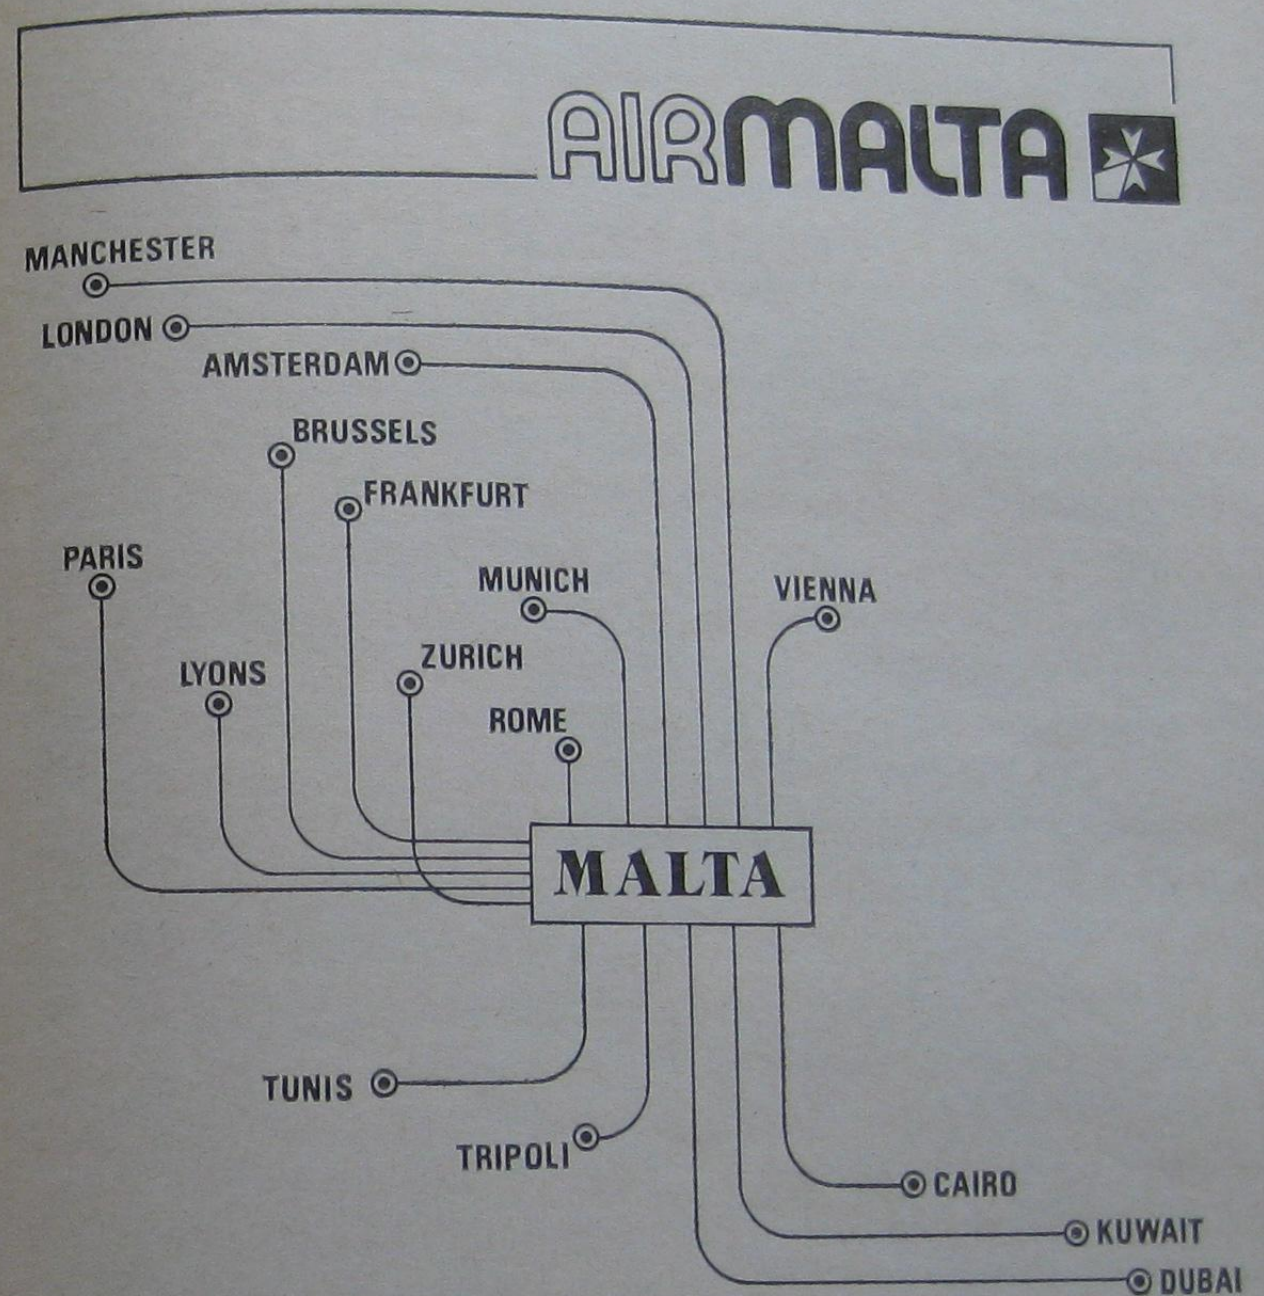 AIRMALTA
MANCHESTER
LONDON
AMSTERDAM
BRUSSELS
FRANKFURT
PARIS
MUNICH
VIENNA
ZURICH
LYONS
ROME
MALTA
TUNIS
TRIPOLI
CAIRO
KUWAIT
DUBAI